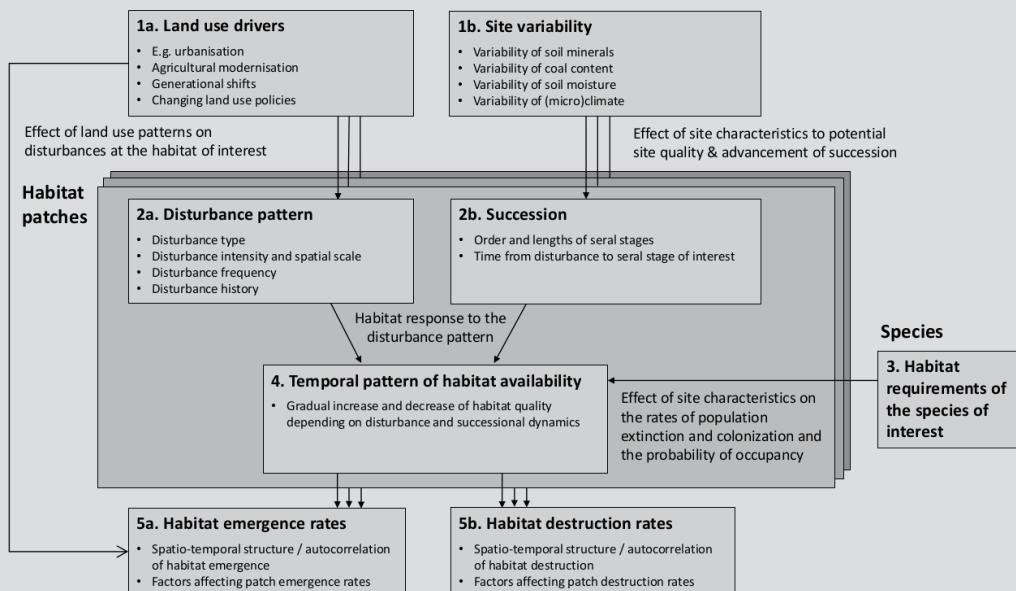 1a. Land use drivers
• E.g. urbanisation
• Agricultural modernisation
• Generational shifts
• Changing land use policies
1b. Site variability
• Variability of soil minerals
• Variability of coal content
• Variability of soil moisture
• Variability of (micro)climate
Effect of land use patterns on
disturbances at the habitat of interest
Effect of site characteristics to potential
site quality & advancement of succession
Habitat
patches
2a. Disturbance pattern
• Disturbance type
• Disturbance intensity and spatial scale
• Disturbance frequency
• Disturbance history
2b. Succession
• Order and lengths of seral stages
• Time from disturbance to seral stage of interest
Habitat response to the
disturbance pattern
Species
3. Habitat
requirements of
the species of
interest
4. Temporal pattern of habitat availability
• Gradual increase and decrease of habitat quality
depending on disturbance and successional dynamics
Effect of site characteristics on
the rates of population
extinction and colonization and
the probability of occupancy
5a. Habitat emergence rates
• Spatio-temporal structure / autocorrelation
of habitat emergence
• Factors affecting patch emergence rates
5b. Habitat destruction rates
• Spatio-temporal structure / autocorrelation
of habitat destruction
• Factors affecting patch destruction rates